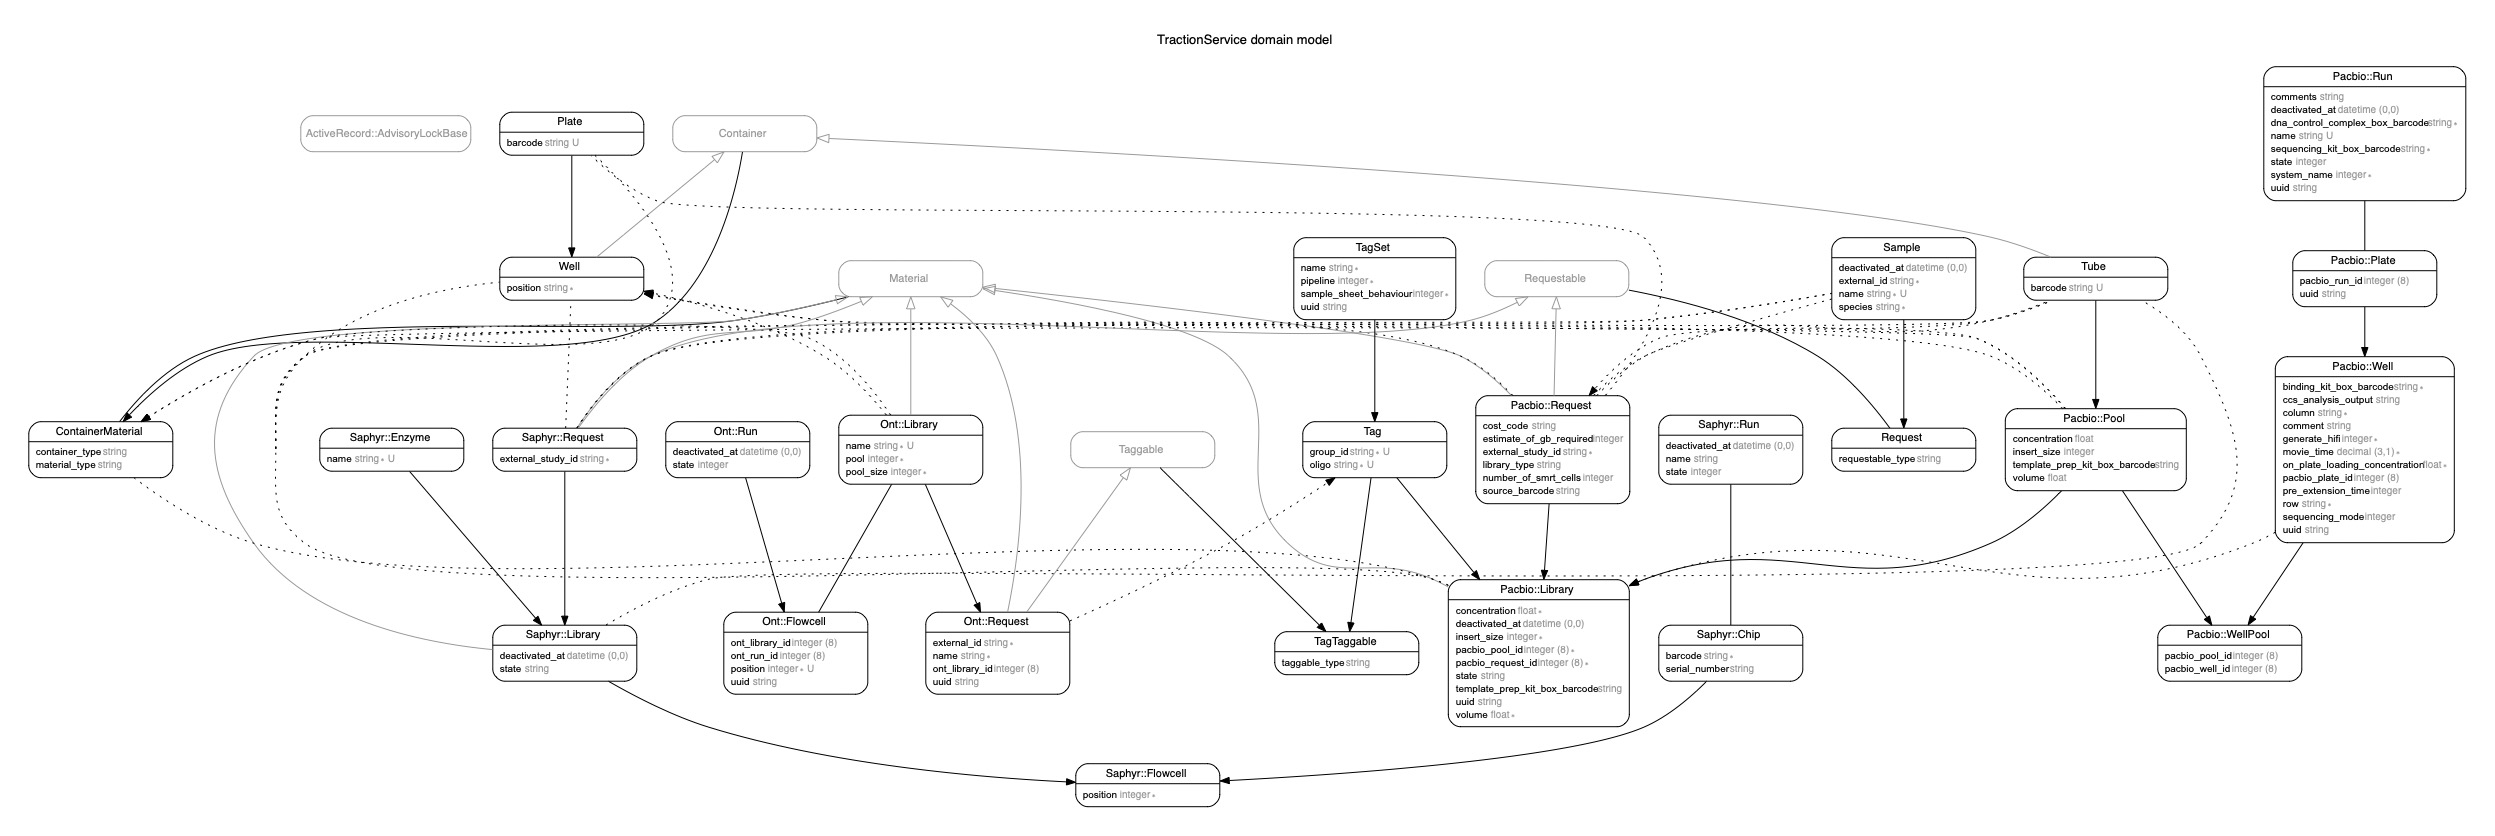 TractionService domain model
Pacbio::Run
comments string
deactivated_at datetime (0,0)
dna_control_complex_box_barcode string ∗
name string U
sequencing_kit_box_barcode string ∗
state integer
system_name integer ∗
uuid string
ActiveRecord::AdvisoryLockBase
Plate
barcode string U
Container
Well
position string ∗
Material
TagSet
name string ∗
pipeline integer ∗
sample_sheet_behaviour integer ∗
uuid string
Requestable
Sample
deactivated_at datetime (0,0)
external_id string ∗
name string ∗ U
species string ∗
Tube
barcode string U
Pacbio::Plate
pacbio_run_id integer (8)
uuid string
Pacbio::Well
binding_kit_box_barcode string ∗
ccs_analysis_output string
column string ∗
comment string
generate_hifi integer ∗
movie_time decimal (3,1) ∗
on_plate_loading_concentration float ∗
pacbio_plate_id integer (8)
pre_extension_time integer
row string ∗
sequencing_mode integer
uuid string
ContainerMaterial
container_type string
material_type string
Saphyr::Enzyme
name string ∗ U
Saphyr::Request
external_study_id string ∗
Ont::Run
deactivated_at datetime (0,0)
state integer
Ont::Library
name string ∗ U
pool integer ∗
pool_size integer ∗
Taggable
Tag
group_id string ∗ U
oligo string ∗ U
Pacbio::Request
cost_code string
estimate_of_gb_required integer
external_study_id string ∗
library_type string
number_of_smrt_cells integer
source_barcode string
Saphyr::Run
deactivated_at datetime (0,0)
name string
state integer
Request
requestable_type string
Pacbio::Pool
concentration float
insert_size integer
template_prep_kit_box_barcode string
volume float
Saphyr::Library
deactivated_at datetime (0,0)
state string
Ont::Flowcell
ont_library_id integer (8)
ont_run_id integer (8)
position integer ∗ U
uuid string
Ont::Request
external_id string ∗
name string ∗
ont_library_id integer (8)
uuid string
TagTaggable
taggable_type string
Pacbio::Library
concentration float ∗
deactivated_at datetime (0,0)
insert_size integer ∗
pacbio_pool_id integer (8) ∗
pacbio_request_id integer (8) ∗
state string
template_prep_kit_box_barcode string
uuid string
volume float ∗
Saphyr::Chip
barcode string ∗
serial_number string
Pacbio::WellPool
pacbio_pool_id integer (8)
pacbio_well_id integer (8)
Saphyr::Flowcell
position integer ∗